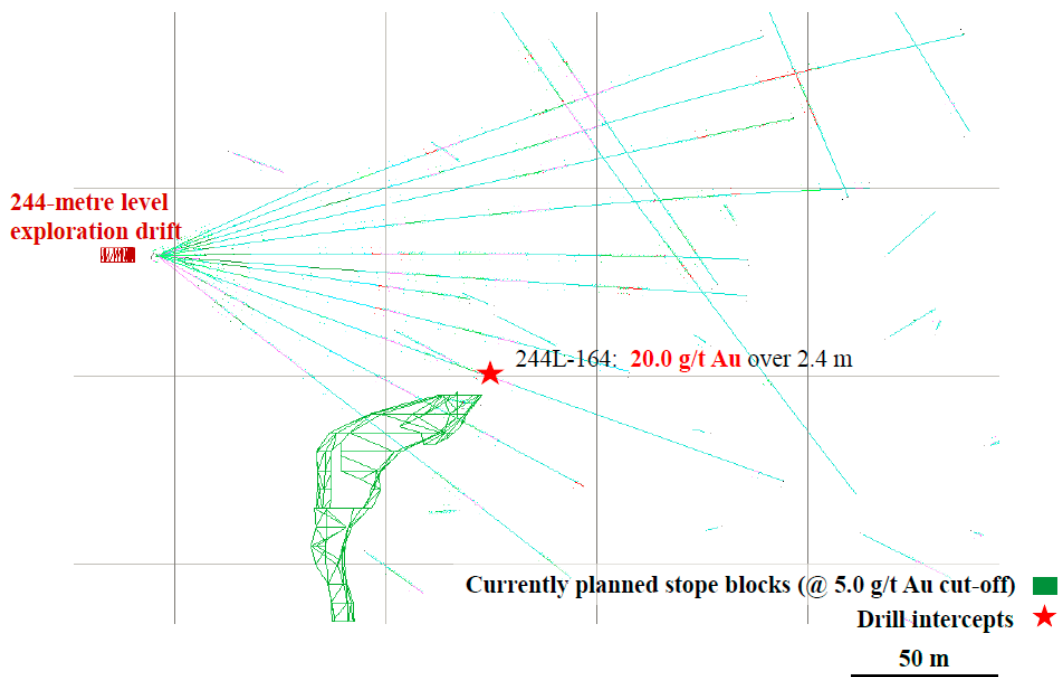 244-metre level
exploration drift
244L-164: 20.0 g/t Au over 2.4 m
Currently planned stope blocks (@ 5.0 g/t Au cut-off)
Drill intercepts
50 m